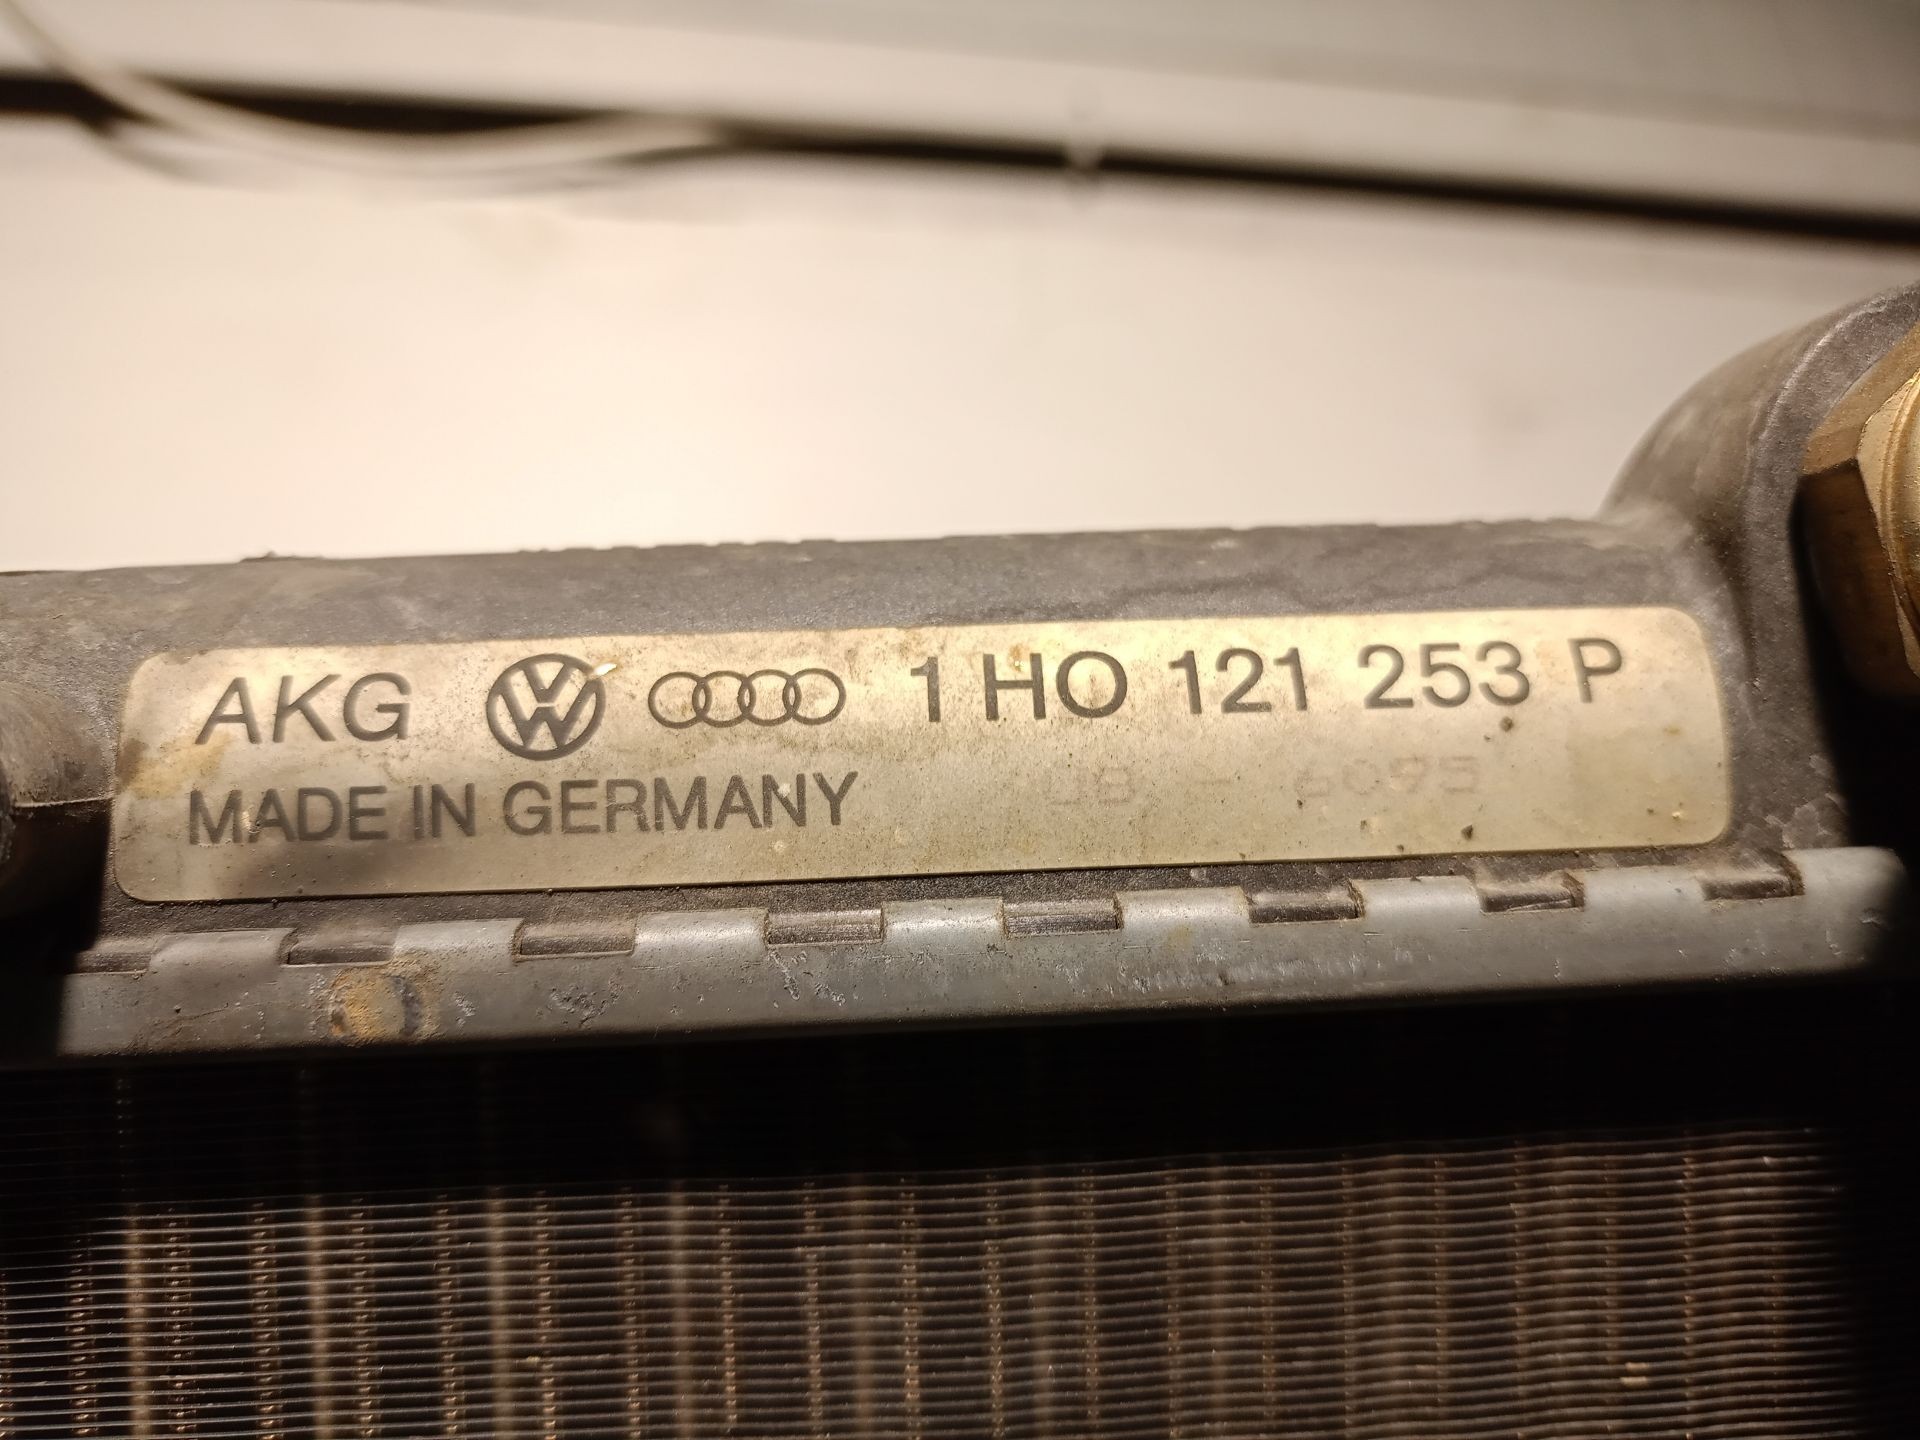 AKG 1 HO 121 253 P
MADE IN GERMANY